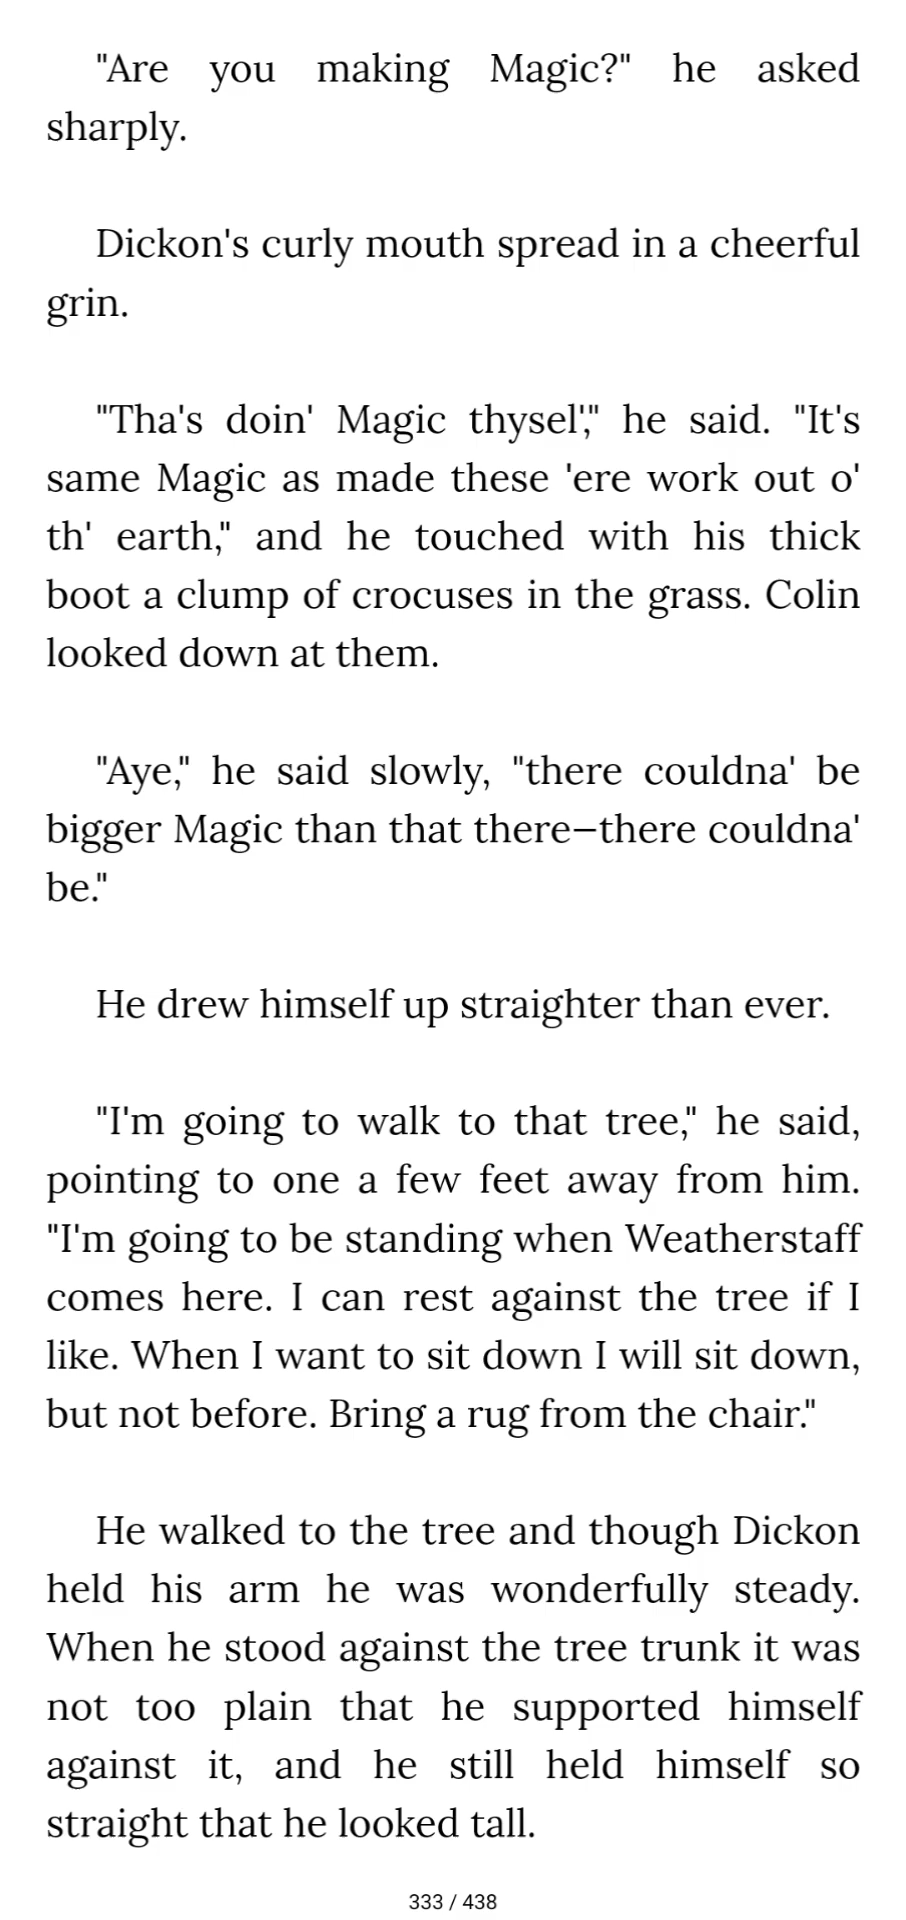 "Are you making Magic?" he asked
sharply.
Dickon's curly mouth spread in a cheerful
grin.
"Tha's doin' Magic thysel'," he said. "It's
same Magic as made these 'ere work out o'
th' earth," and he touched with his thick
boot a clump of crocuses in the grass. Colin
looked down at them.
"Aye," he said slowly, "there couldna' be
bigger Magic than that there—there couldna'
be."
He drew himself up straighter than ever.
"I'm going to walk to that tree," he said,
pointing to one a few feet away from him.
"I'm going to be standing when Weatherstaff
comes here. I can rest against the tree if I
like. When I want to sit down I will sit down,
but not before. Bring a rug from the chair."
He walked to the tree and though Dickon
held his arm he was wonderfully steady.
When he stood against the tree trunk it was
not too plain that he supported himself
against it, and he still held himself so
straight that he looked tall.
333 / 438